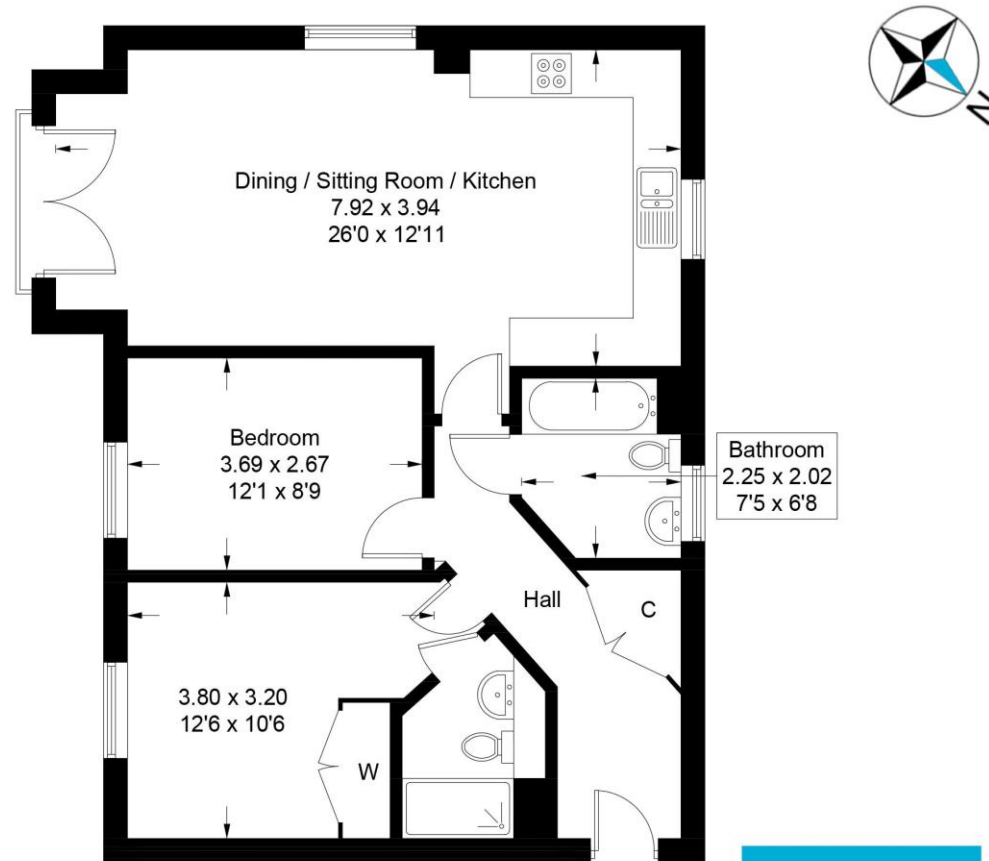 N
Dining / Sitting Room / Kitchen
7.92 x 3.94
26'0 x 12'11
Bedroom
3.69 x 2.67
12'1 x 8'9
Bathroom
2.25 x 2.02
7'5 x 6'8
Hall
C
3.80 x 3.20
12'6 x 10'6
W